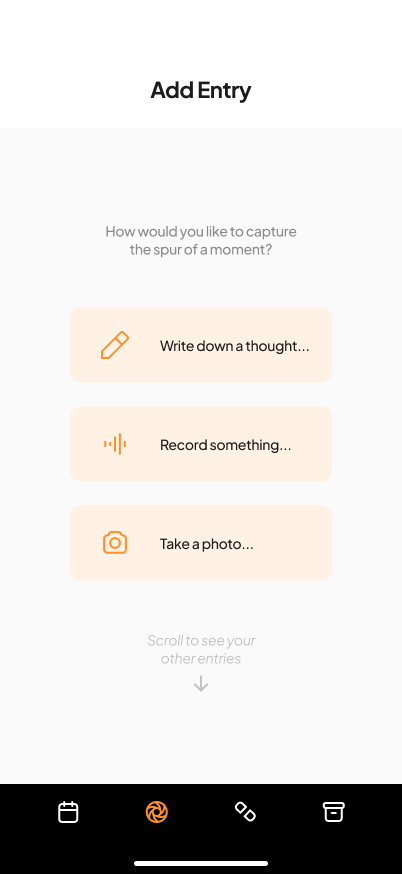 Add Entry
How would you like to capture
the spur of a moment?
Write down a thought...
Record something...
Take a photo...
Scroll to see your
other entries